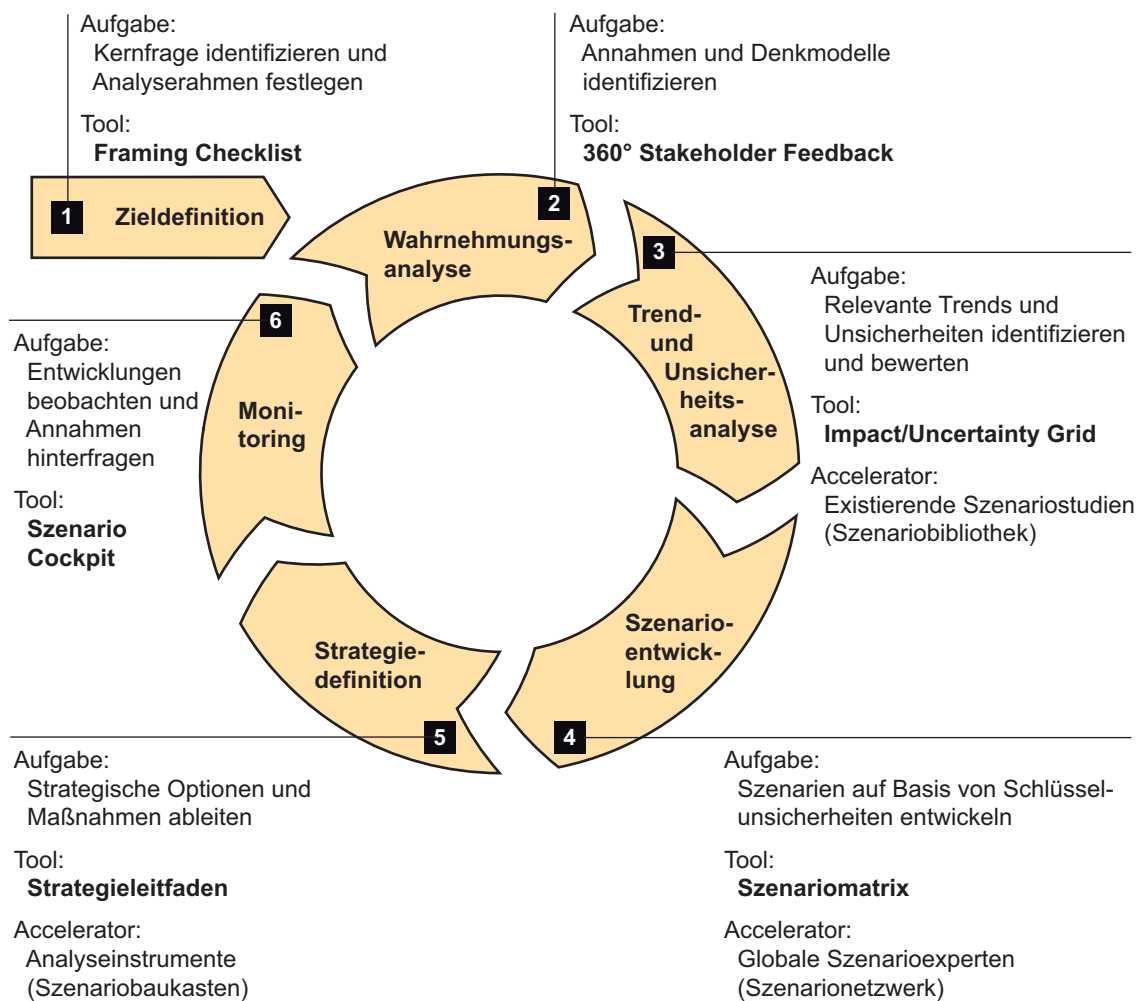 Aufgabe:
Kernfrage identifizieren und
Analyserahmen festlegen
Tool:
Framing Checklist
1
Zieldefinition
Aufgabe:
Annahmen und Denkmodelle
identifizieren
Tool:
360° Stakeholder Feedback
2
Wahrnehmungs-
analyse
3
Trend-
und
Unsicher-
heits-
analyse
Aufgabe:
Relevante Trends und
Unsicherheiten identifizieren
und bewerten
Tool:
Impact/Uncertainty Grid
Accelerator:
Existierende Szenariostudien
(Szenariobibliothek)
Szenario-
entwick-
lung
4
Aufgabe:
Szenarien auf Basis von Schlüssel-
unsicherheiten entwickeln
Tool:
Szenariomatrix
Accelerator:
Globale Szenarioexperten
(Szenarionetzwerk)
Strategie-
definition
5
Aufgabe:
Strategische Optionen und
Maßnahmen ableiten
Tool:
Strategieleitfaden
Accelerator:
Analyseinstrumente
(Szenariobaukasten)
6
Moni-
toring
Aufgabe:
Entwicklungen
beobachten und
Annahmen
hinterfragen
Tool:
Szenario
Cockpit